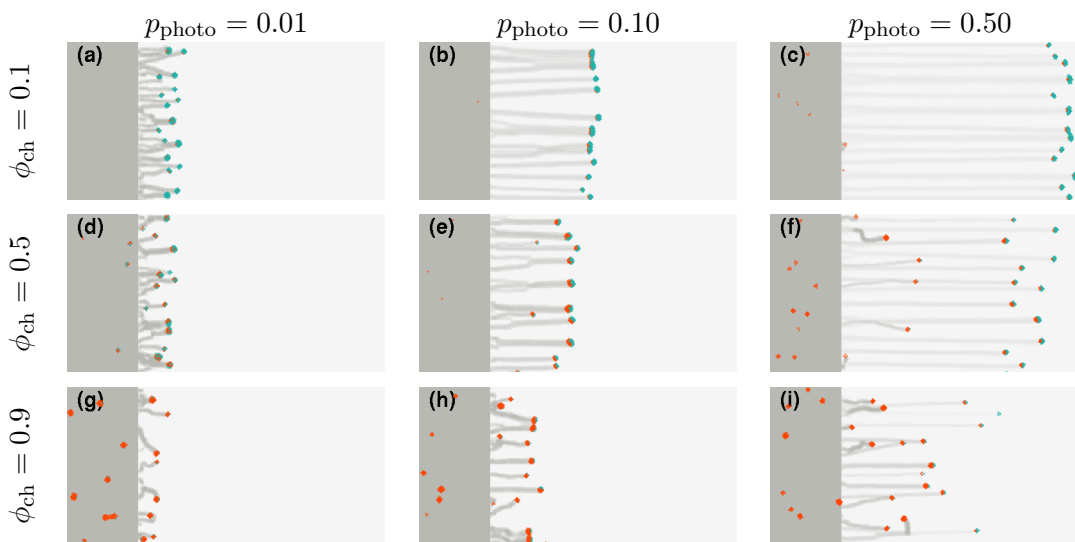 p_photo = 0.01 p_photo = 0.10 p_photo = 0.50
ϕ_ch = 0.1
(a) (b) (c)
ϕ_ch = 0.5
(d) (e) (f)
ϕ_ch = 0.9
(g) (h) (i)